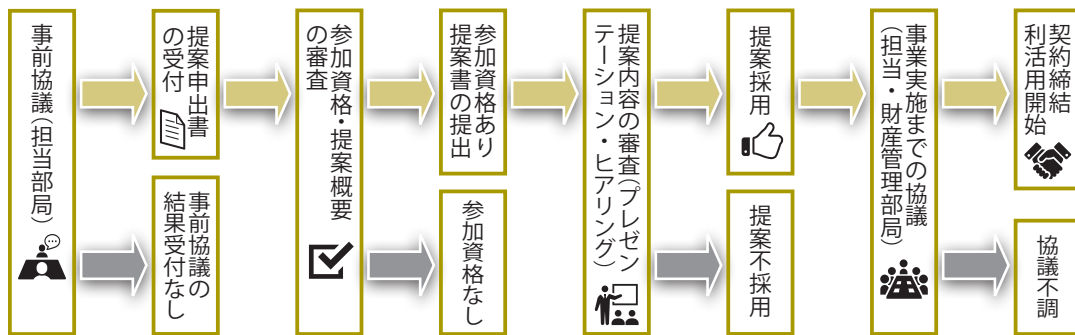 事前協議(担当部局)
提案申出書
の受付
事前協議の
結果受付なし
参加資格・提案概要
の審査
参加資格あり
提案書の提出
参加資格なし
提案内容の審査(プレゼン
テーション・ヒアリング)
提案採用
提案不採用
事業実施までの協議
(担当・財産管理部局)
契約締結
利活用開始
協議不調